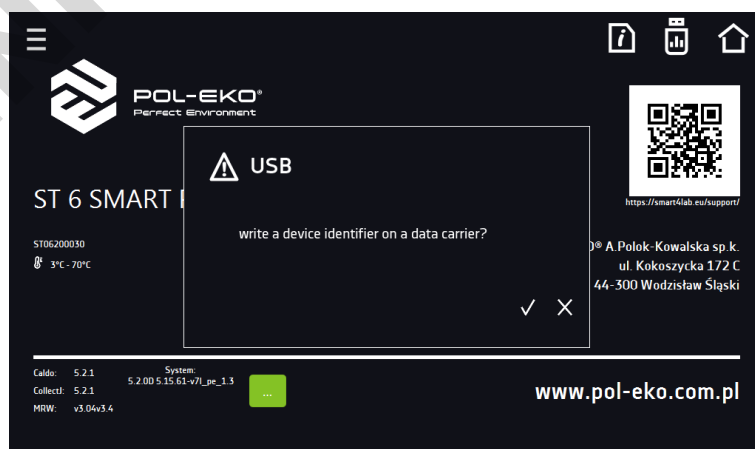 POL-EKO®
Perfect Environment
USB
ST 6 SMART
https://smart4lab.eu/support/
write a device identifier on a data carrier?
ST06200030
® A.Polok-Kowalska sp.k.
3°C - 70°C
ul. Kokoszycka 172 C
44-300 Wodzisław Śląski
Caldo: 5.2.1
System:
5.2.0D 5.15.61-v7l_pe_1.3
CollectJ: 5.2.1
...
MRW: v3.04v3.4
www.pol-eko.com.pl